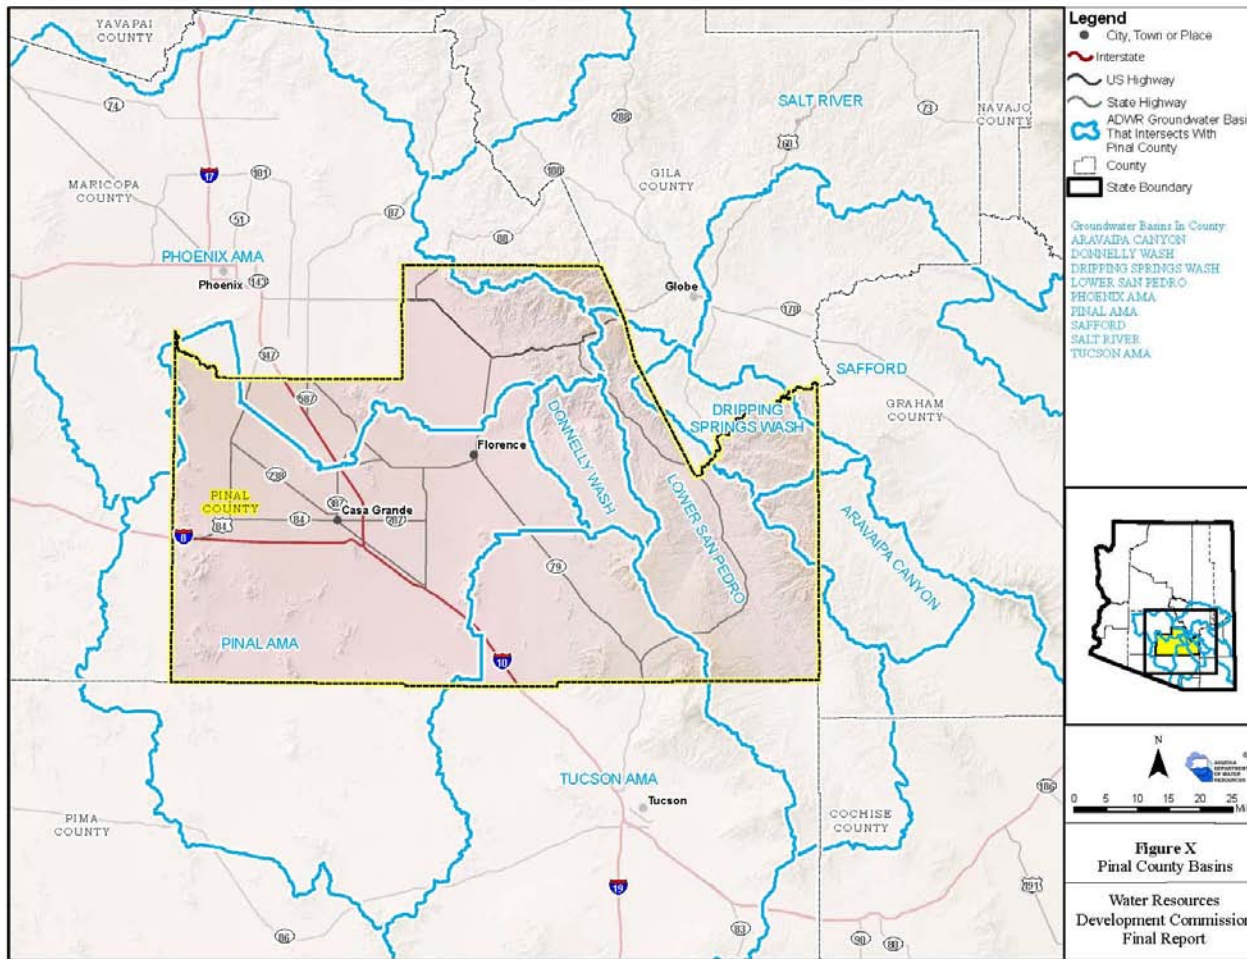 YAVAPAI
COUNTY
74
17
101
MARICOPA
COUNTY
51
87
PHOENIX AMA
Phoenix
143
SALT RIVER
288
73
NAVAJO
COUNTY
60
188
GILA
COUNTY
88
Globe
170
SAFFORD
GRAHAM
COUNTY
DRIPPING
SPRINGS WASH
347
587
DONNELLY WASH
Florence
LOWER SAN PEDRO
ARAVAIPA CANYON
238
PINAL
COUNTY
387
Casa Grande
84
84
287
8
79
PINAL AMA
10
TUCSON AMA
Tucson
PIMA
COUNTY
COCHISE
COUNTY
186
19
191
86
83
90
80
Legend
City, Town or Place
Interstate
US Highway
State Highway
ADWR Groundwater Basi
That Intersects With
Pinal County
County
State Boundary
Groundwater Basins In County
ARAVAIPA CANYON
DONNELLY WASH
DRIPPING SPRINGS WASH
LOWER SAN PEDRO
PHOENIX AMA
PINAL AMA
SAFFORD
SALT RIVER
TUCSON AMA
N
ARIZONA
DEPARTMENT
OF WATER
RESOURCES
0 5 10 15 20 25
Mi
Figure X
Pinal County Basins
Water Resources
Development Commission
Final Report